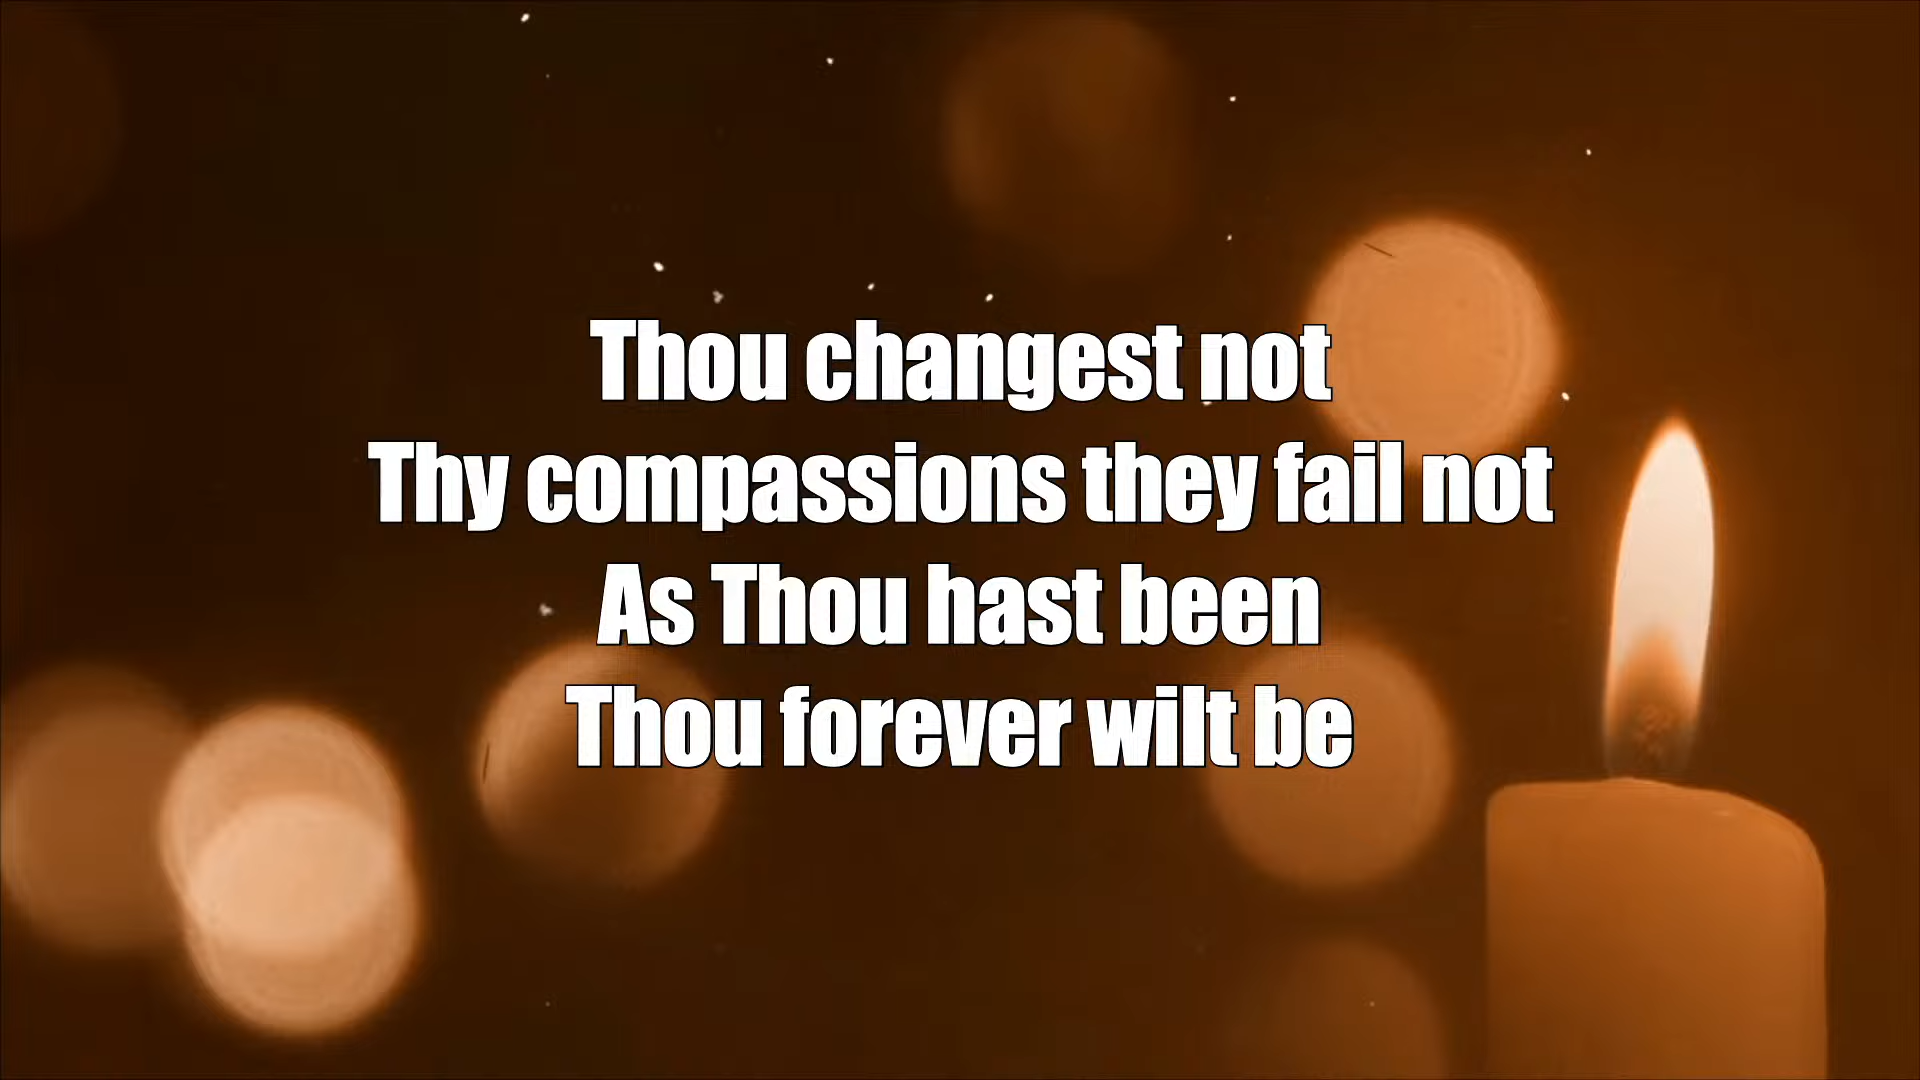 Thou changest not
Thy compassions they fail not
As Thou hast been
Thou forever wilt be